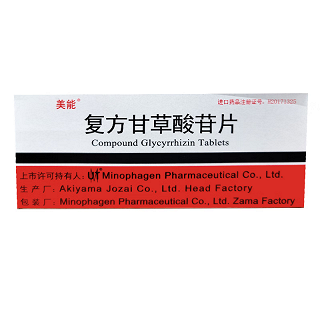 美能®
进口药品注册证号：H20171325
复方甘草酸苷片
Compound Glycyrrhizin Tablets
上市许可持有人：Minophagen Pharmaceutical Co., Ltd.
生 产 厂：Akiyama Jozai Co., Ltd. Head Factory
包 装 厂：Minophagen Pharmaceutical Co., Ltd. Zama Factory